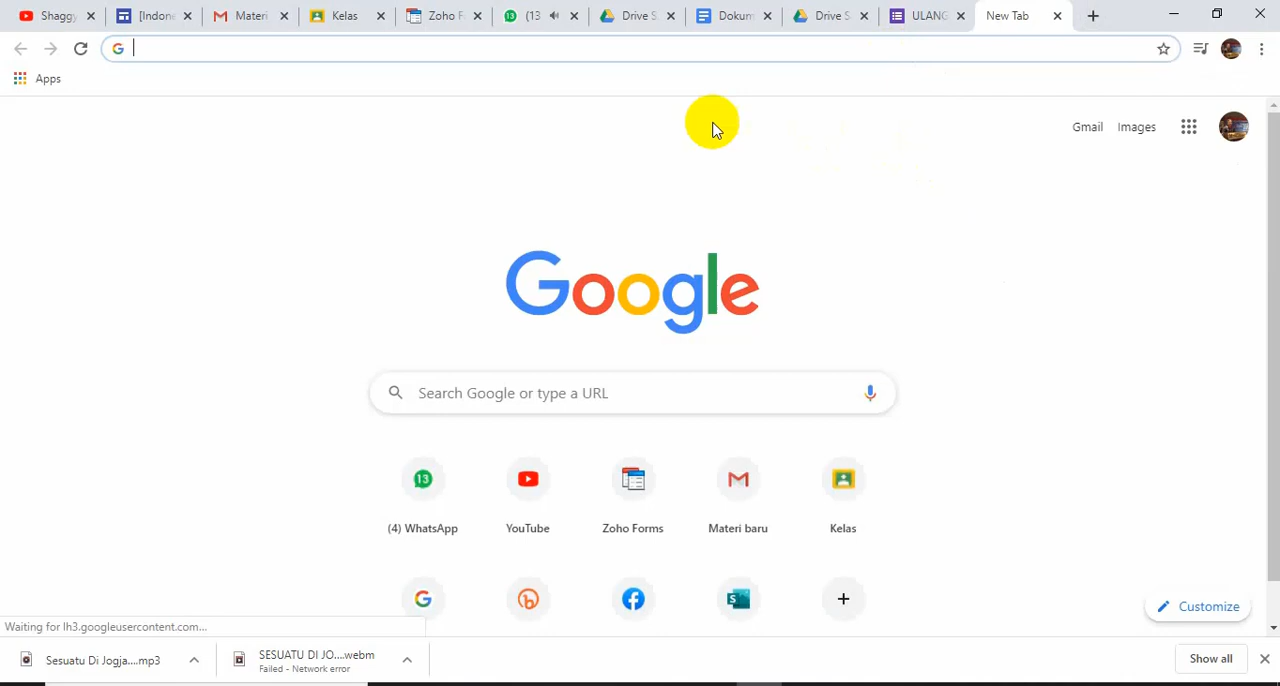 Shaggy
[Indone
Materi
Kelas
Zoho F
13
(13
Drive S
Dokum
Drive S
ULANG
New Tab
Apps
Gmail
Images
Google
Search Google or type a URL
13
(4) WhatsApp
YouTube
Zoho Forms
Materi baru
Kelas
Customize
Waiting for lh3.googleusercontent.com...
Sesuatu Di Jogja....mp3
SESUATU DI JO....webm
Failed - Network error
Show all